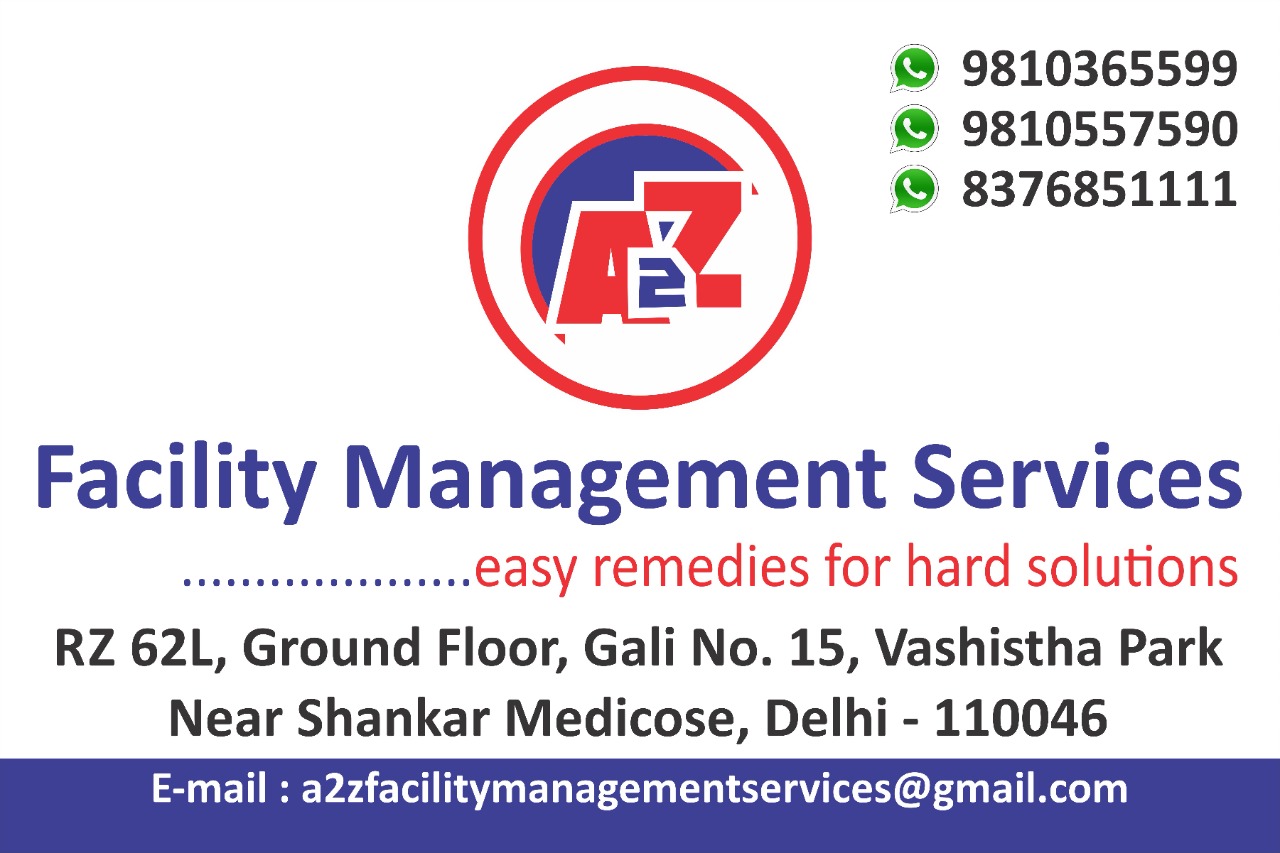 9810365599
9810557590
8376851111
A2Z
Facility Management Services
....................easy remedies for hard solutions
RZ 62L, Ground Floor, Gali No. 15, Vashistha Park
Near Shankar Medicose, Delhi - 110046
E-mail : a2zfacilitymanagementservices@gmail.com